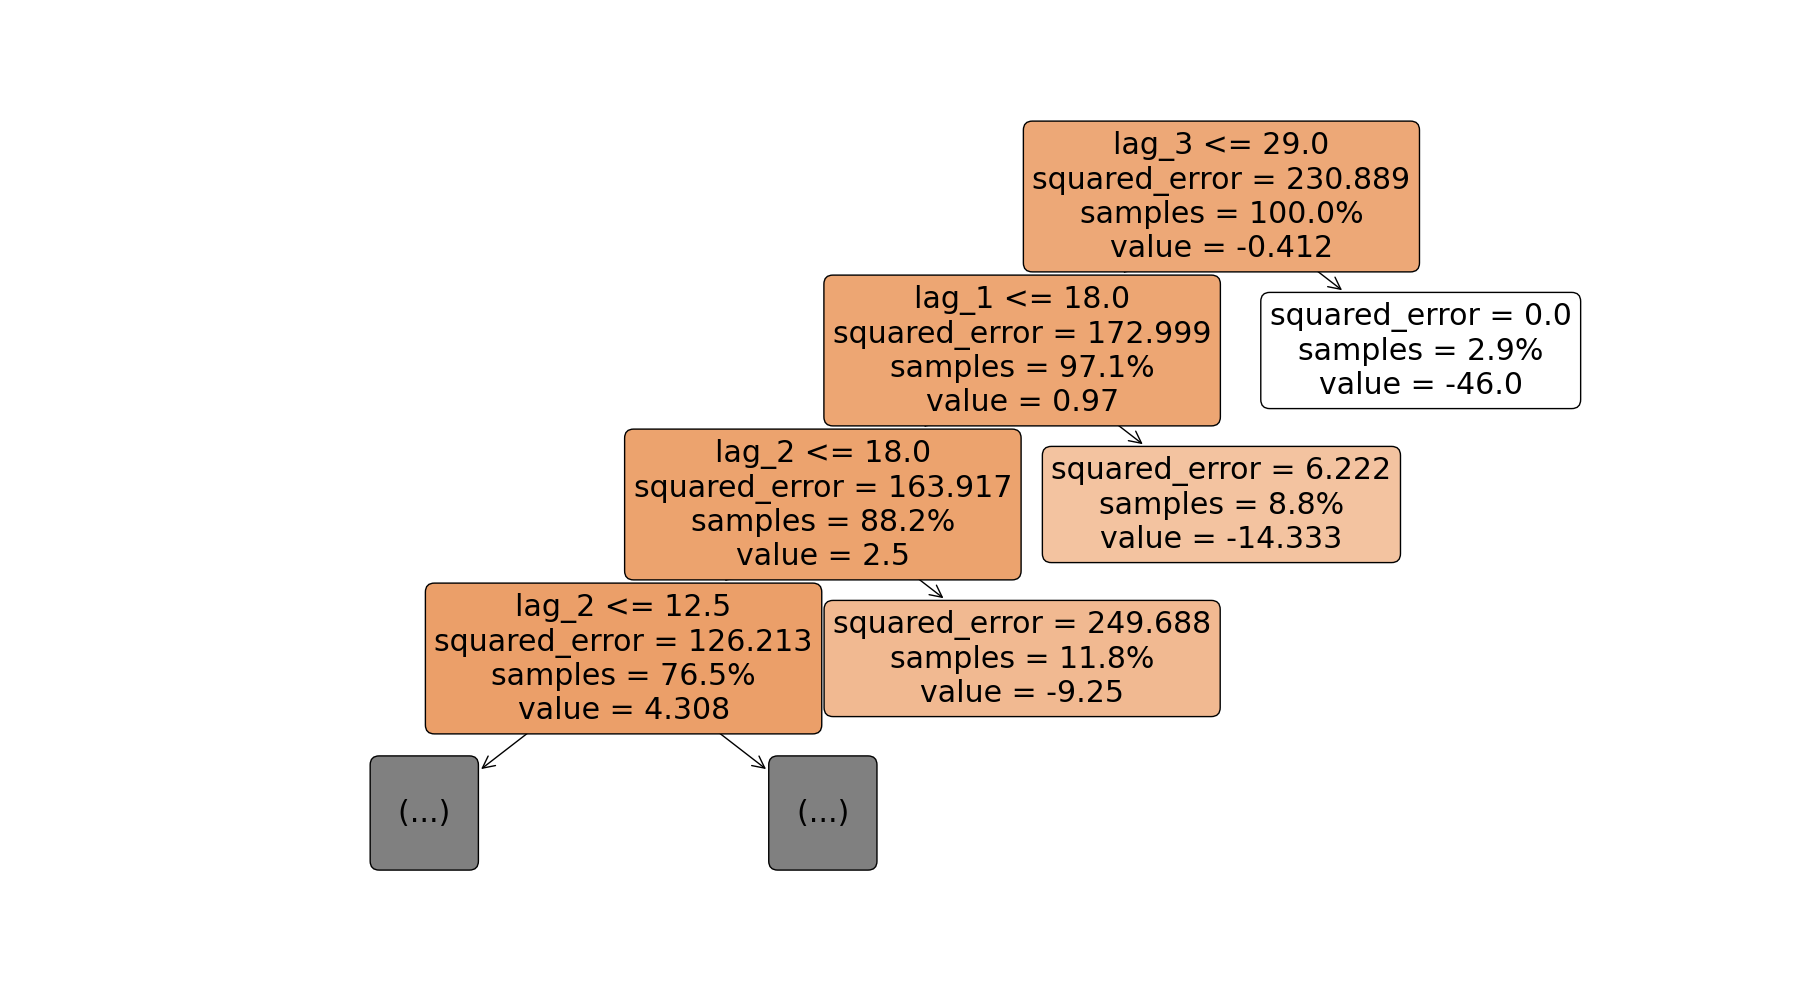 lag_3 <= 29.0
squared_error = 230.889
samples = 100.0%
value = -0.412
lag_1 <= 18.0
squared_error = 172.999
samples = 97.1%
value = 0.97
squared_error = 0.0
samples = 2.9%
value = -46.0
lag_2 <= 18.0
squared_error = 163.917
samples = 88.2%
value = 2.5
squared_error = 6.222
samples = 8.8%
value = -14.333
lag_2 <= 12.5
squared_error = 126.213
samples = 76.5%
value = 4.308
squared_error = 249.688
samples = 11.8%
value = -9.25
(...)
(...)